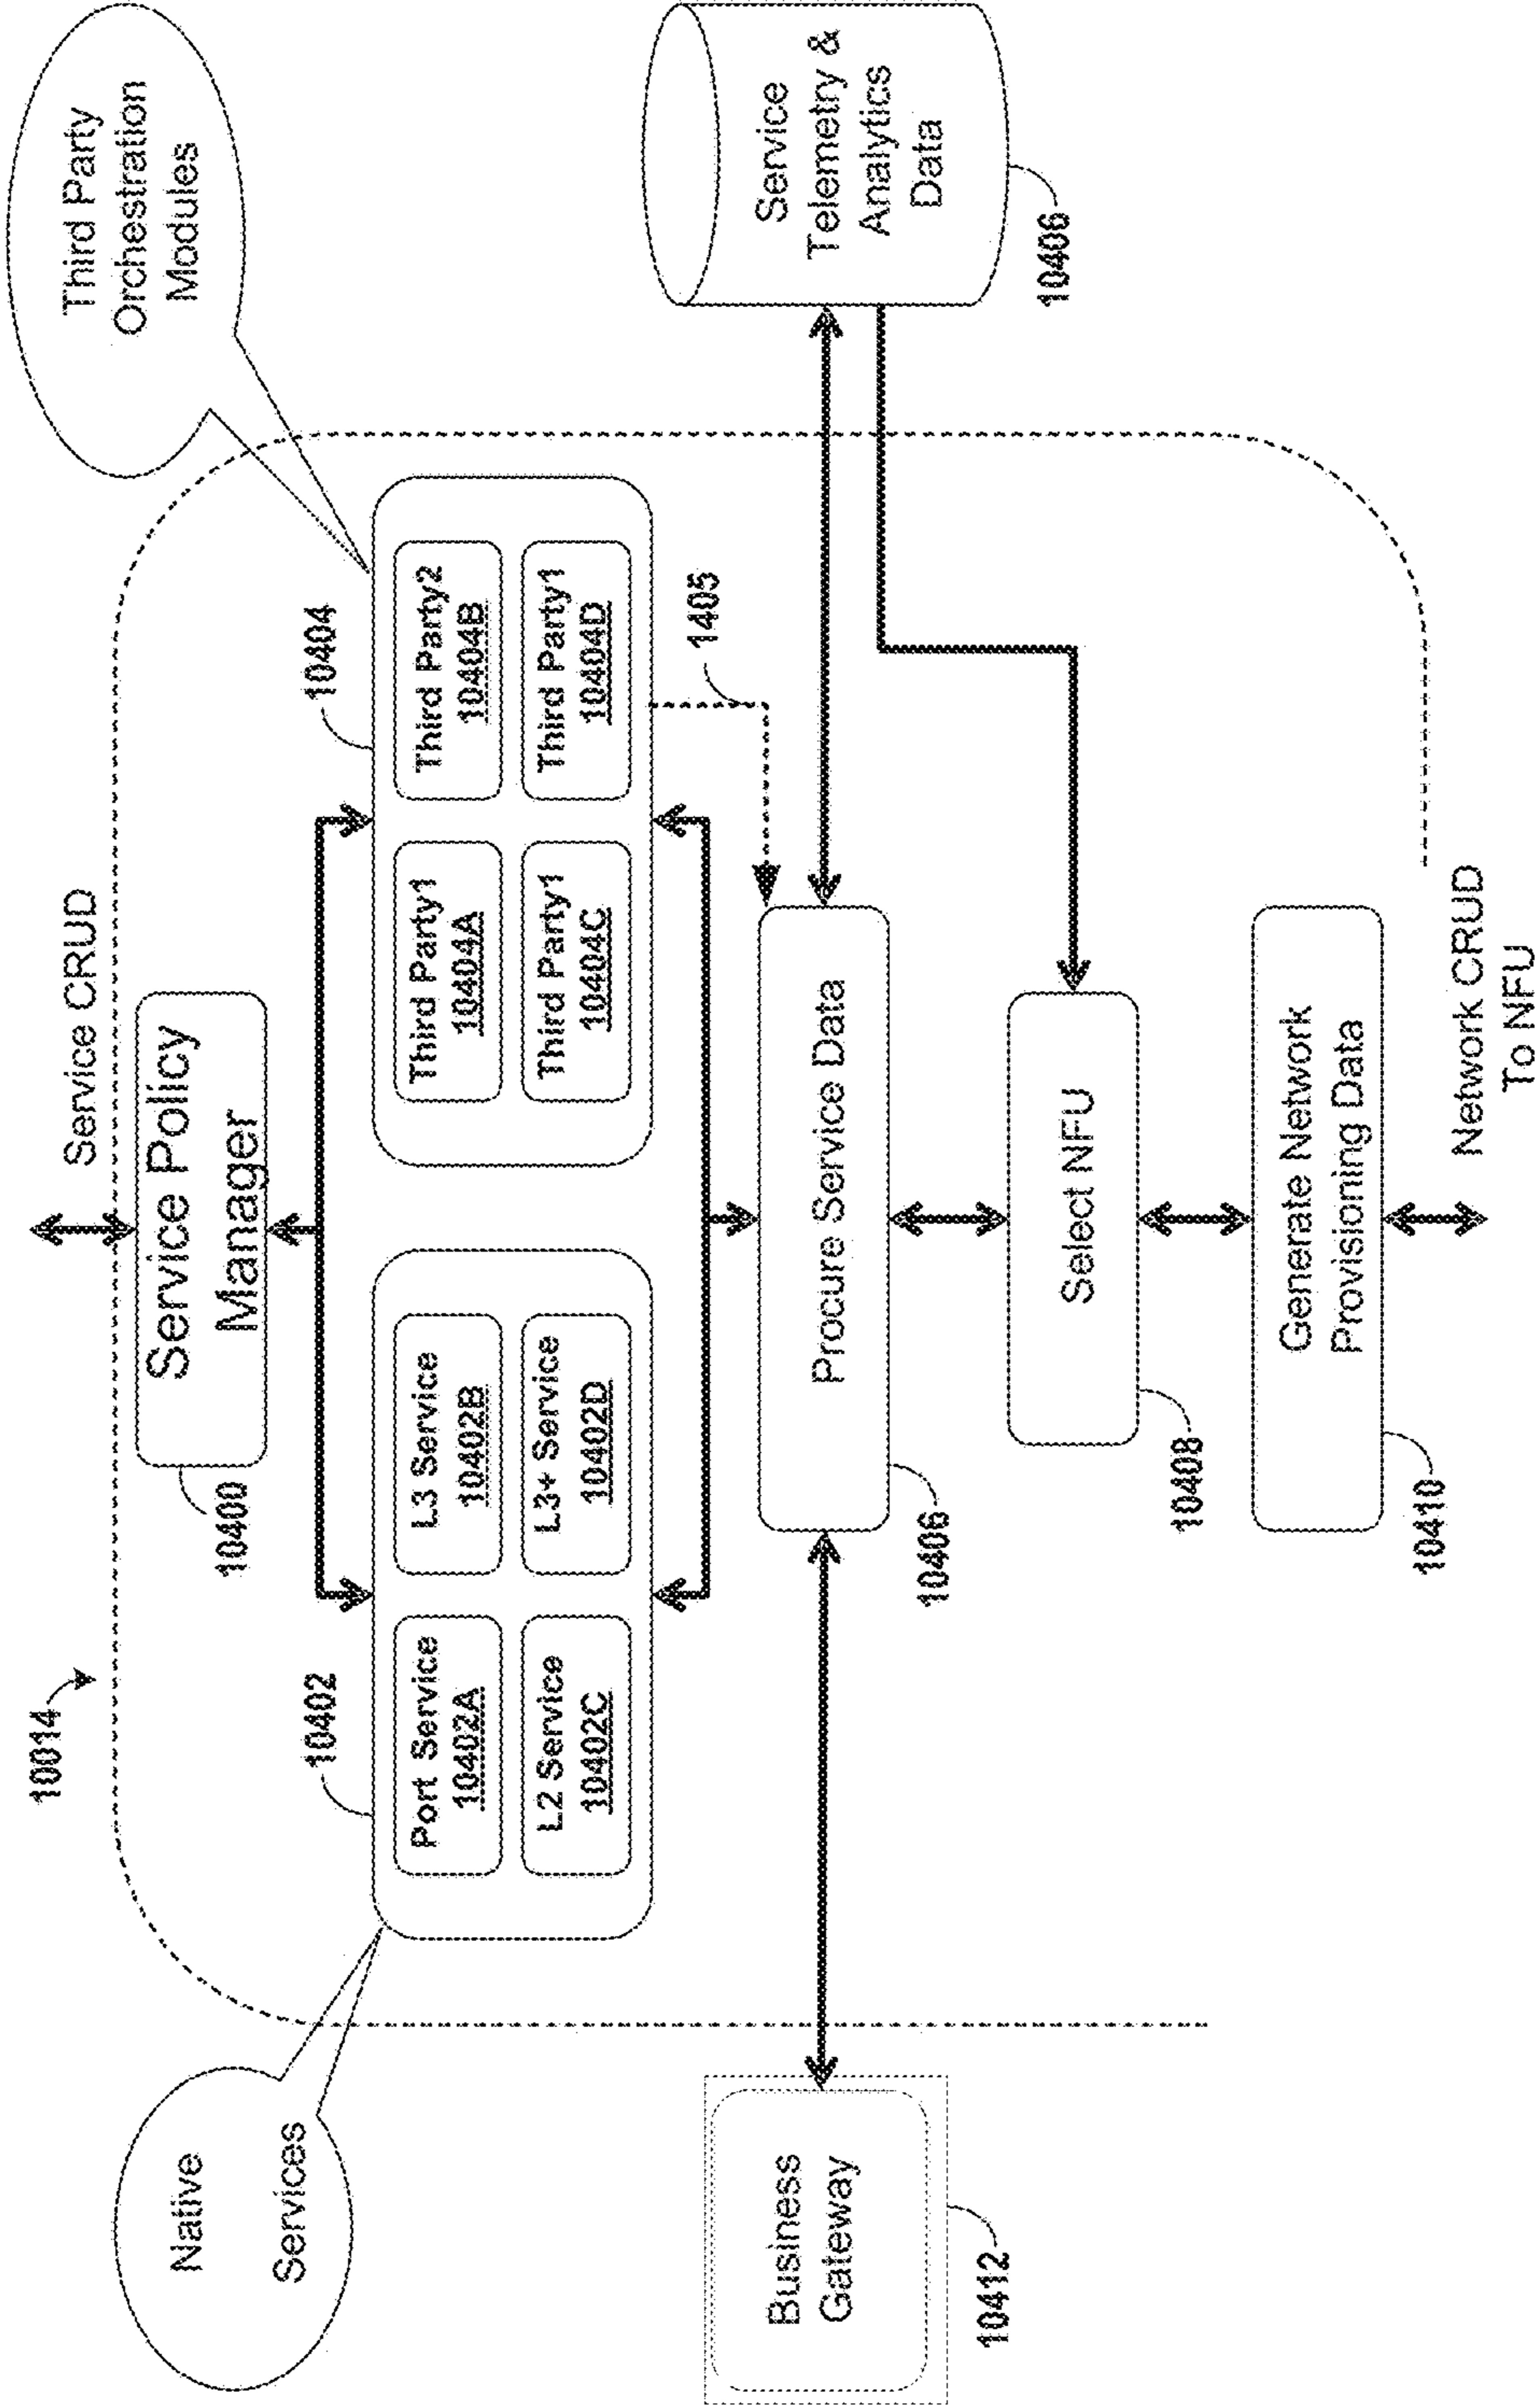 10014
Service CRUD
Service Policy
Manager
10400
Native
Services
Third Party
Orchestration
Modules
10402
Port Service
10402A
L3 Service
10402B
L2 Service
10402C
L3+ Service
10402D
10404
Third Party1
10404A
Third Party2
10404B
Third Party1
10404C
Third Party1
10404D
1405
Business
Gateway
10412
Procure Service Data
10406
Service
Telemetry &
Analytics
Data
10406
Select NFU
10408
Generate Network
Provisioning Data
10410
Network CRUD
To NFU